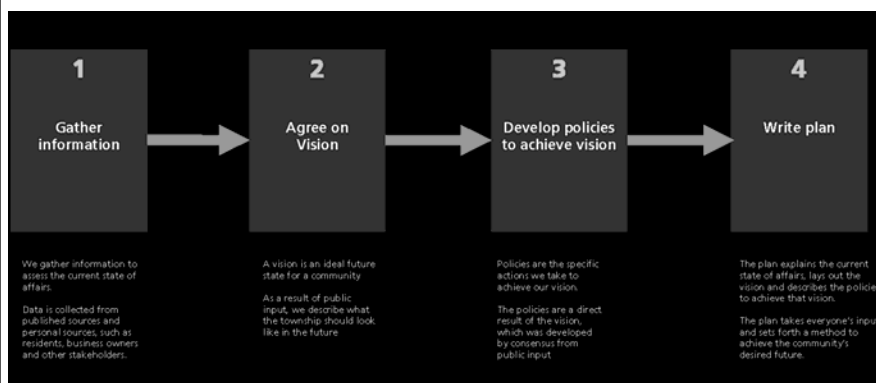 1
Gather
information
We gather information to
assess the current state of
affairs.
Data is collected from
published sources and
personal sources, such as
residents, business owners
and other stakeholders.
2
Agree on
Vision
A vision is an ideal future
state for a community
As a result of public
input, we describe what
the township should look
like in the future
3
Develop policies
to achieve vision
Policies are the specific
actions we take to
achieve our vision.
The policies are a direct
result of the vision,
which was developed
by consensus from
public input
4
Write plan
The plan explains the current
state of affairs, lays out the
vision and describes the policie
to achieve that vision.
The plan takes everyone's inpu
and sets forth a method to
achieve the community's
desired future.